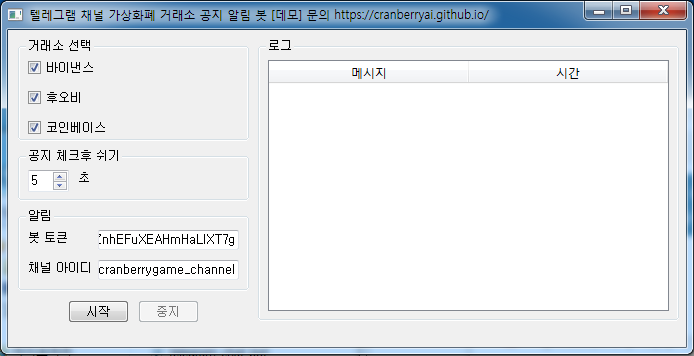 텔레그램 채널 가상화폐 거래소 공지 알림 봇 [데모] 문의 https://cranberryai.github.io/
거래소 선택
바이낸스
후오비
코인베이스
공지 체크후 쉬기
5 초
알림
봇 토큰 ZnhEFuXEAHmHaLIXT7g
채널 아이디 cranberrygame_channel
시작 중지
로그
메시지 시간